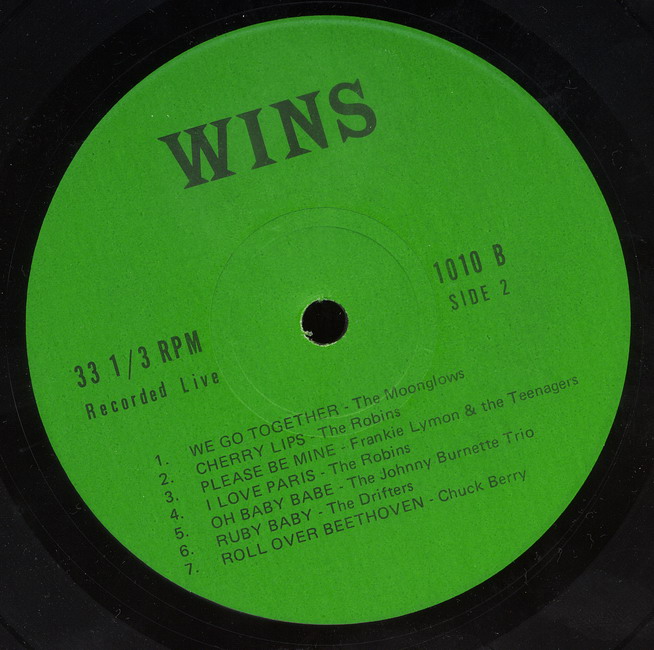 WINS
1010 B
SIDE 2
33 1/3 RPM
Recorded Live
1. WE GO TOGETHER - The Moonglows
2. CHERRY LIPS - The Robins
3. PLEASE BE MINE - Frankie Lymon & the Teenagers
4. I LOVE PARIS - The Robins
5. OH BABY BABE - The Johnny Burnette Trio
6. RUBY BABY - The Drifters
7. ROLL OVER BEETHOVEN - Chuck Berry